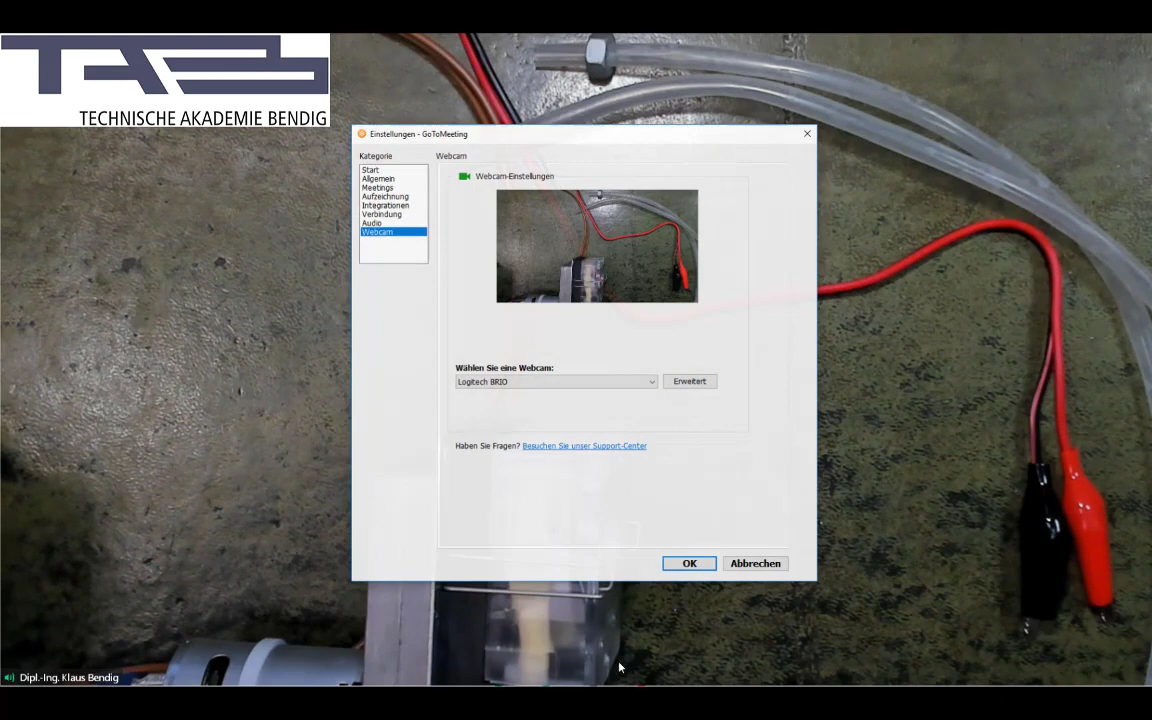 TAB
TECHNISCHE AKADEMIE BENDIG
Einstellungen - GoToMeeting
Kategorie
Start
Allgemein
Meetings
Aufzeichnung
Integrationen
Verbindung
Audio
Webcam
Webcam
Webcam-Einstellungen
Wählen Sie eine Webcam:
Logitech BRIO
Erweitert
Haben Sie Fragen? Besuchen Sie unser Support-Center
OK
Abbrechen
Dipl.-Ing. Klaus Bendig